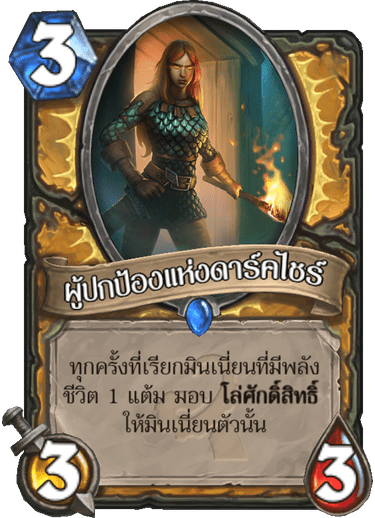 3
ผู้ปกป้องแห่งดาร์คไชร์
ทุกครั้งที่เรียกมินเนี่ยนที่มีพลัง
ชีวิต 1 แต้ม มอบ โล่ศักดิ์สิทธิ์
ให้มินเนี่ยนตัวนั้น
3
3